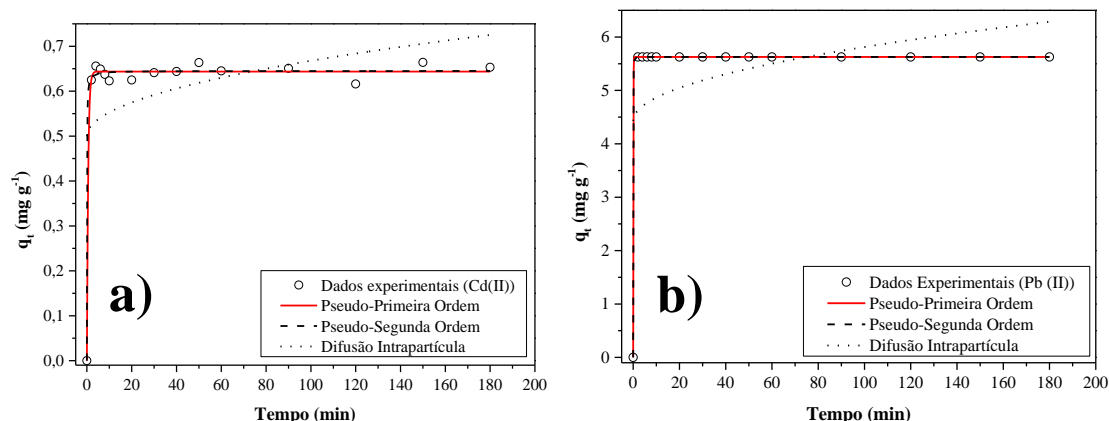 0,7
0,6
0,5
0,4
0,3
0,2
0,1
0,0
q_t (mg g^-1)
a)
Dados experimentais (Cd(II))
Pseudo-Primeira Ordem
Pseudo-Segunda Ordem
Difusão Intrapartícula
0 20 40 60 80 100 120 140 160 180 200
Tempo (min)
6
5
4
3
2
1
0
q_t (mg g^-1)
b)
Dados Experimentais (Pb (II))
Pseudo-Primeira Ordem
Pseudo-Segunda Ordem
Difusão Intrapartícula
0 20 40 60 80 100 120 140 160 180 200
Tempo (min)